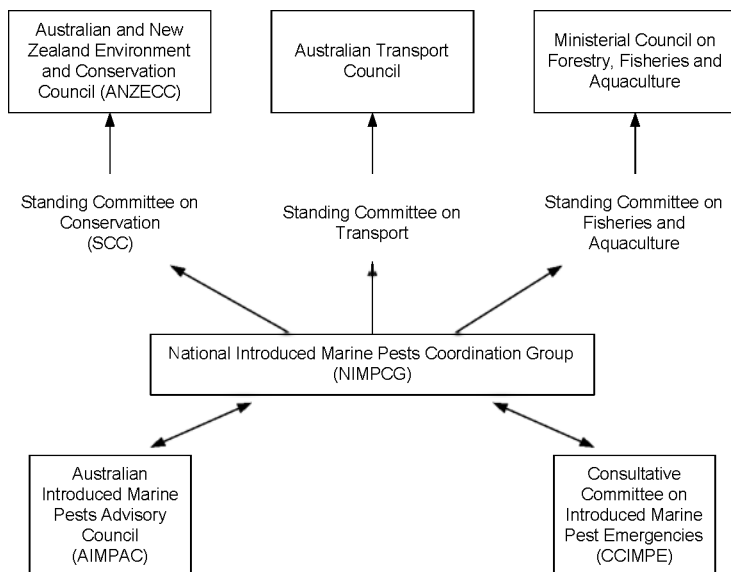 Australian and New
Zealand Environment
and Conservation
Council (ANZECC)
Australian Transport
Council
Ministerial Council on
Forestry, Fisheries and
Aquaculture
Standing Committee on
Conservation
(SCC)
Standing Committee on
Transport
Standing Committee on
Fisheries and
Aquaculture
National Introduced Marine Pests Coordination Group
(NIMPCG)
Australian
Introduced Marine
Pests Advisory
Council
(AIMPAC)
Consultative
Committee on
Introduced Marine
Pest Emergencies
(CCIMPE)